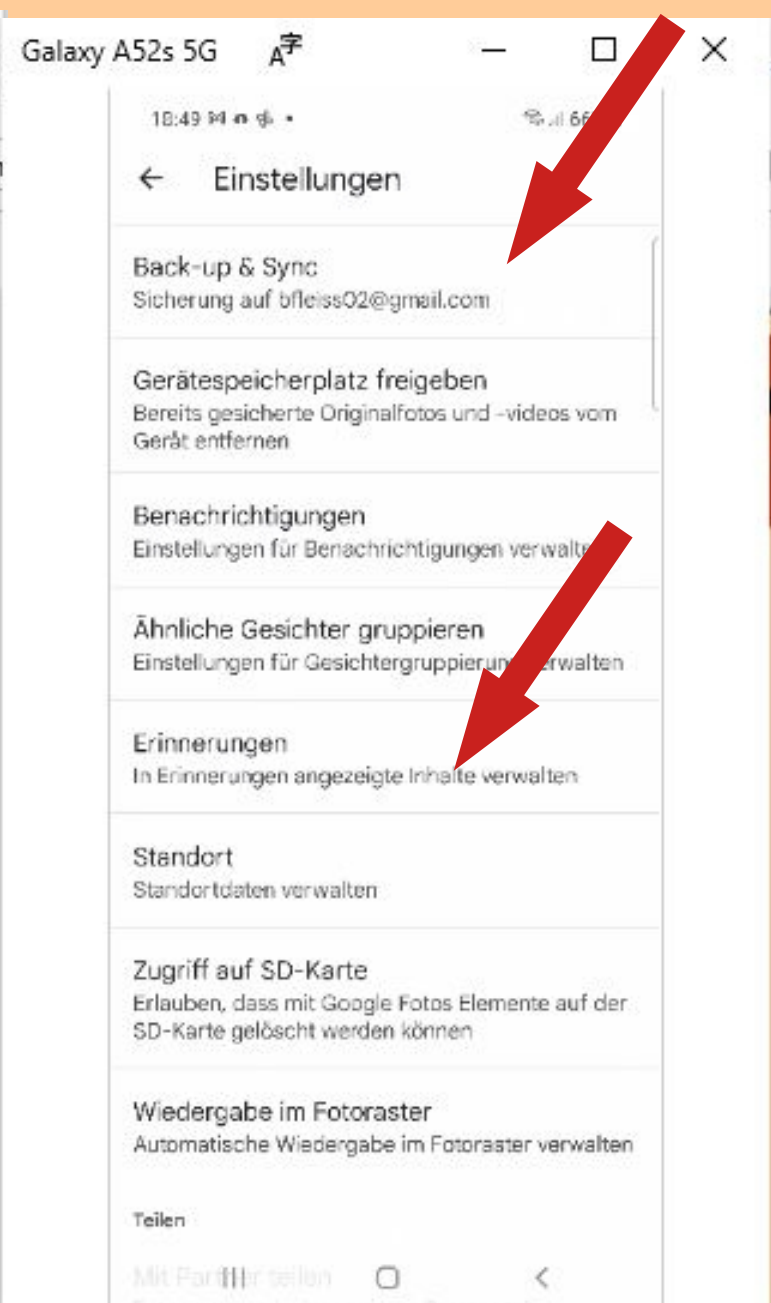 Galaxy A52s 5G
18:49
Einstellungen
Back-up & Sync
Sicherung auf bfleiss02@gmail.com
Gerätespeicherplatz freigeben
Bereits gesicherte Originalfotos und -videos vom
Gerät entfernen
Benachrichtigungen
Einstellungen für Benachrichtigungen
Ähnliche Gesichter gruppieren
Einstellungen für
Erinnerungen
In Erinnerungen angezeigte Inhalte verwalten
Standort
Standortdaten verwalten
Zugriff auf SD-Karte
Erlauben, dass mit Google Fotos Elemente auf der
SD-Karte gelöscht werden können
Wiedergabe im Fotoraster
Automatische Wiedergabe im Fotoraster verwalten
Teilen
Mit Partner teilen